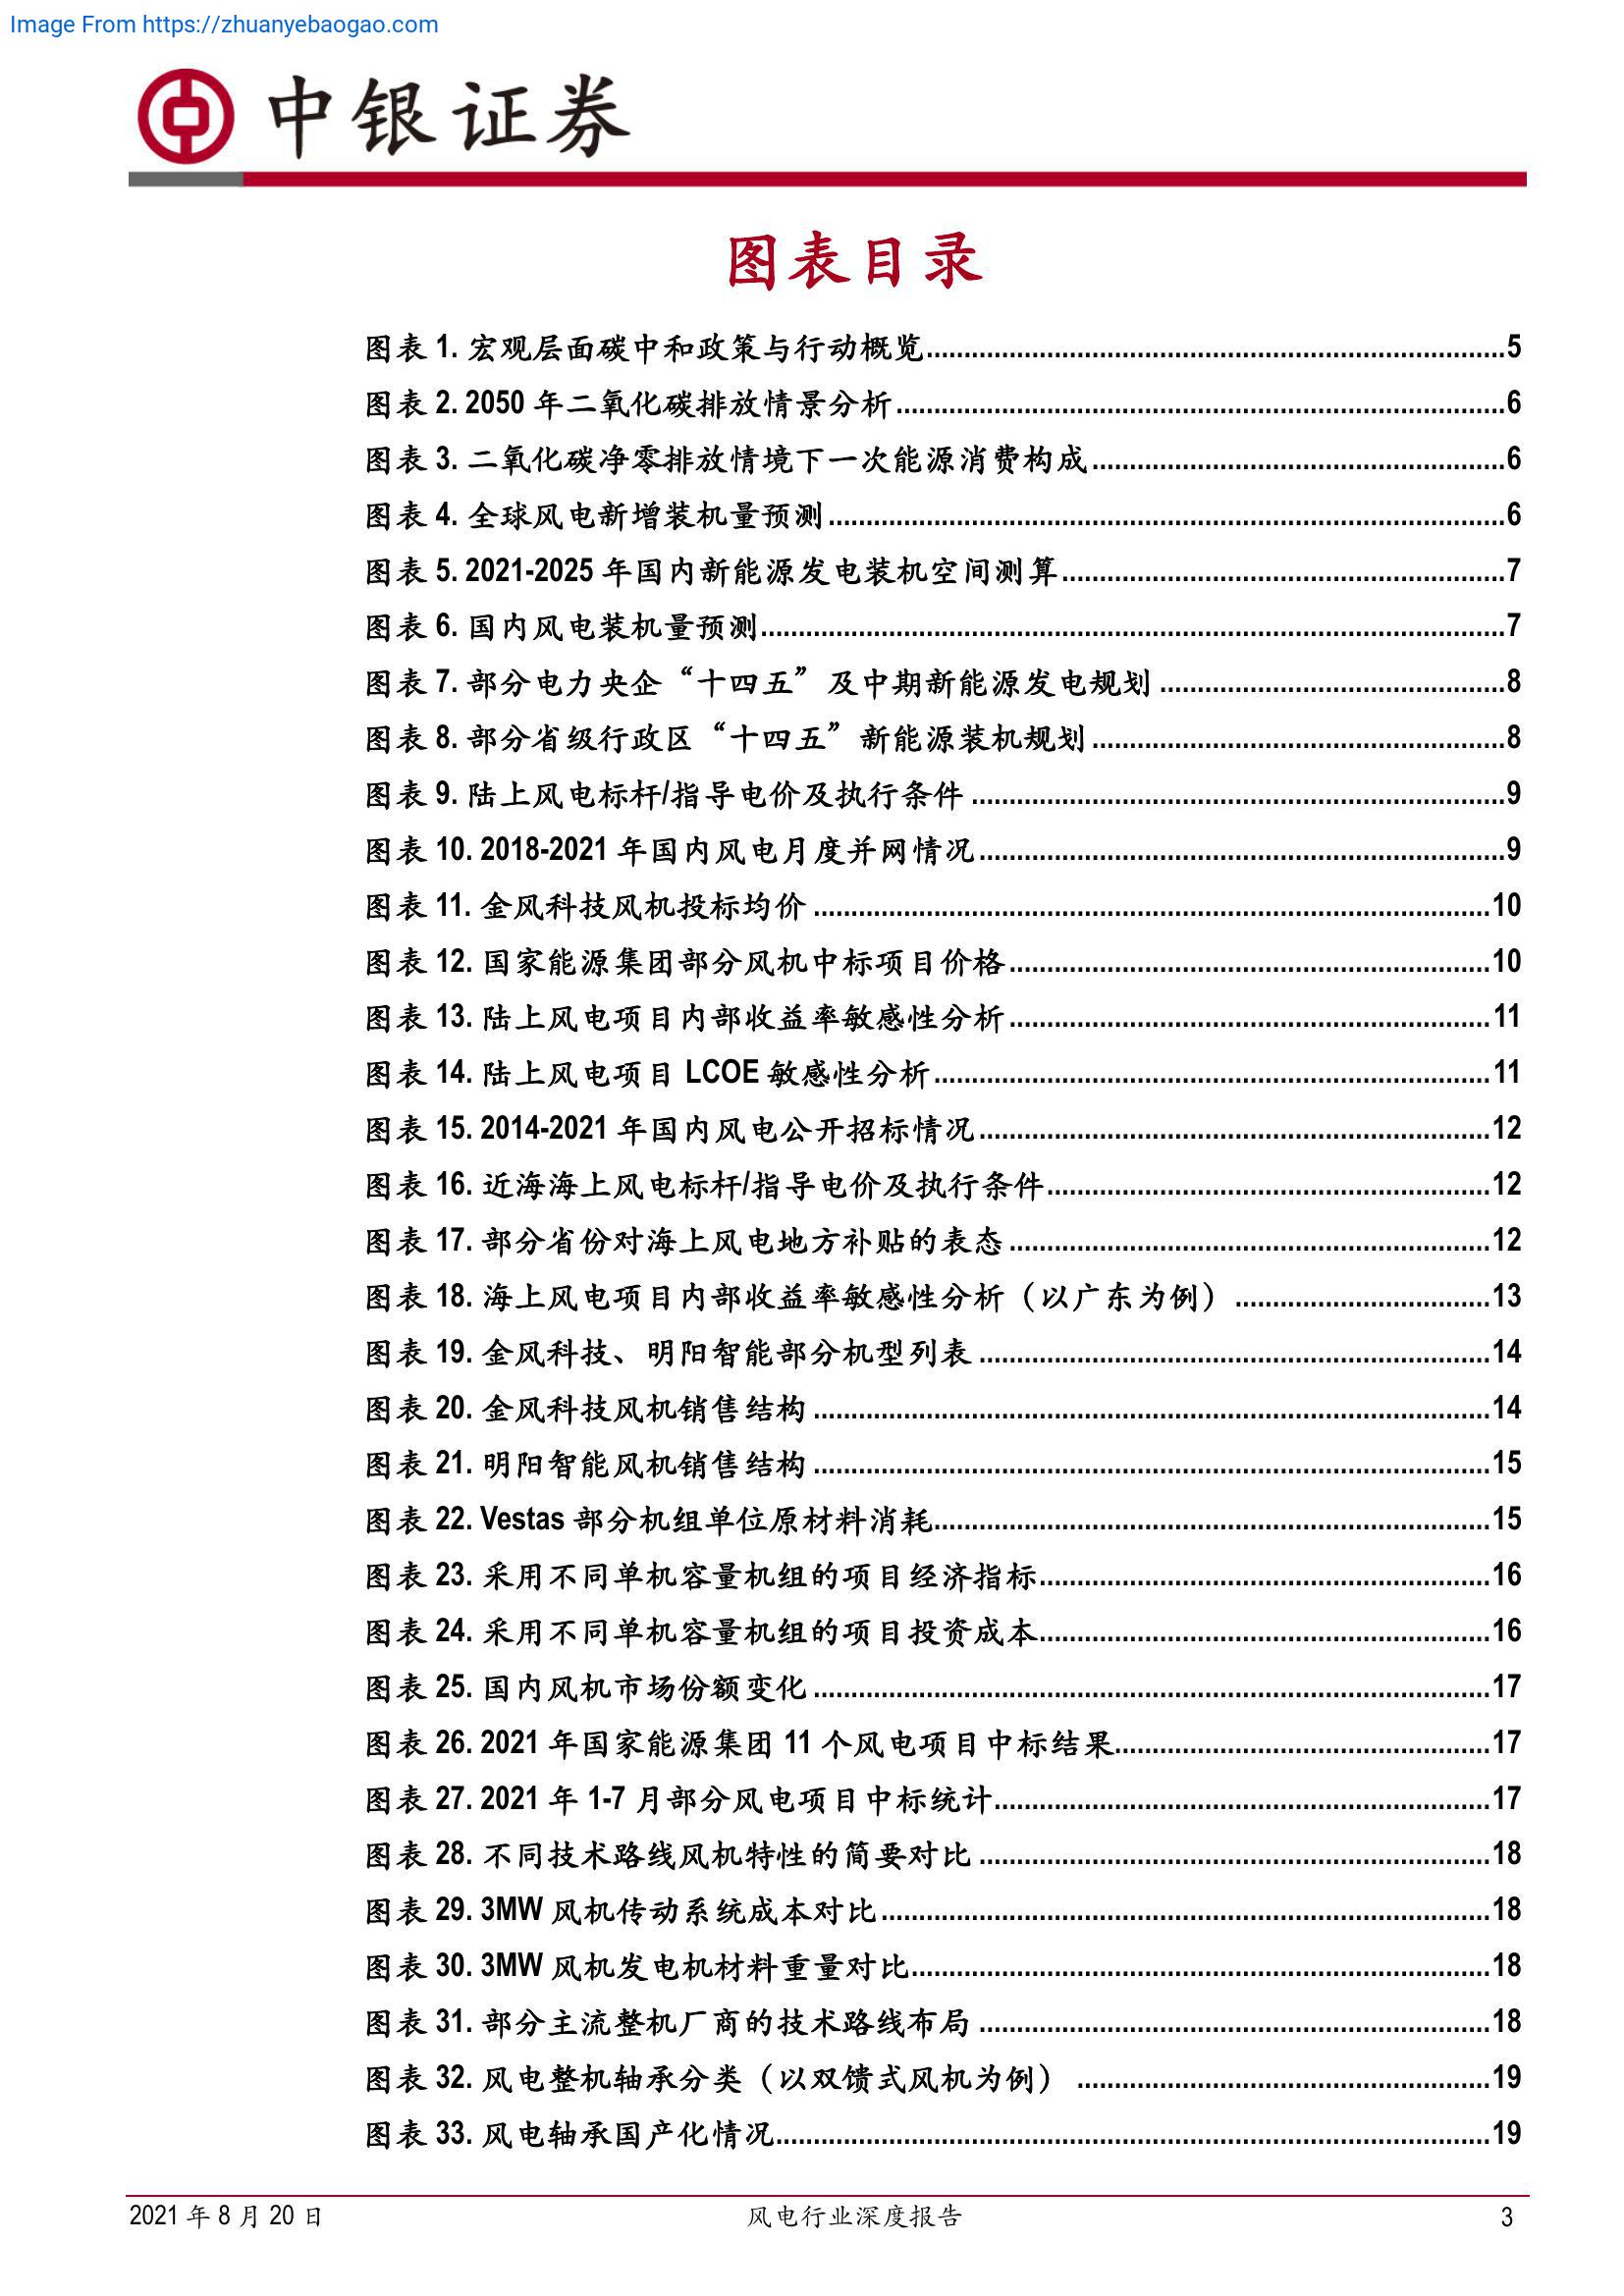 Image From https://zhuanyebaogao.com
中银证券
图表目录
图表 1. 宏观层面碳中和政策与行动概览....................5
图表 2. 2050 年二氧化碳排放情景分析....................6
图表 3. 二氧化碳净零排放情境下一次能源消费构成....................6
图表 4. 全球风电新增装机量预测....................6
图表 5. 2021-2025 年国内新能源发电装机空间测算....................7
图表 6. 国内风电装机量预测....................7
图表 7. 部分电力央企“十四五”及中期新能源发电规划....................8
图表 8. 部分省级行政区“十四五”新能源装机规划....................8
图表 9. 陆上风电标杆/指导电价及执行条件....................9
图表 10. 2018-2021 年国内风电月度并网情况....................9
图表 11. 金风科技风机投标均价....................10
图表 12. 国家能源集团部分风机中标项目价格....................10
图表 13. 陆上风电项目内部收益率敏感性分析....................11
图表 14. 陆上风电项目 LCOE 敏感性分析....................11
图表 15. 2014-2021 年国内风电公开招标情况....................12
图表 16. 近海海上风电标杆/指导电价及执行条件....................12
图表 17. 部分省份对海上风电地方补贴的表态....................12
图表 18. 海上风电项目内部收益率敏感性分析（以广东为例）....................13
图表 19. 金风科技、明阳智能部分机型列表....................14
图表 20. 金风科技风机销售结构....................14
图表 21. 明阳智能风机销售结构....................15
图表 22. Vestas 部分机组单位原材料消耗....................15
图表 23. 采用不同单机容量机组的项目经济指标....................16
图表 24. 采用不同单机容量机组的项目投资成本....................16
图表 25. 国内风机市场份额变化....................17
图表 26. 2021 年国家能源集团 11 个风电项目中标结果....................17
图表 27. 2021 年 1-7 月部分风电项目中标统计....................17
图表 28. 不同技术路线风机特性的简要对比....................18
图表 29. 3MW 风机传动系统成本对比....................18
图表 30. 3MW 风机发电机材料重量对比....................18
图表 31. 部分主流整机厂商的技术路线布局....................18
图表 32. 风电整机轴承分类（以双馈式风机为例）....................19
图表 33. 风电轴承国产化情况....................19
2021 年 8 月 20 日 风电行业深度报告 3